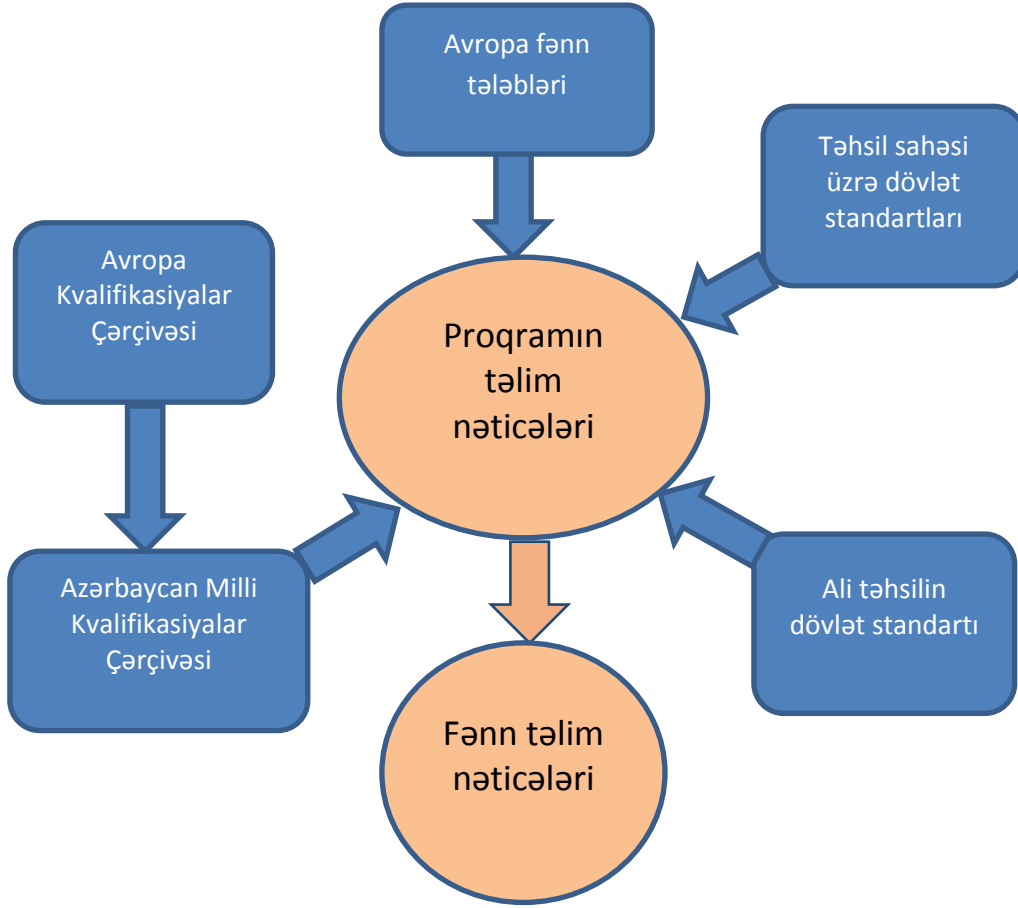 Avropa fənn
tələbləri
Təhsil sahəsi
üzrə dövlət
standartları
Avropa
Kvalifikasiyalar
Çərçivəsi
Proqramın
təlim
nəticələri
Azərbaycan Milli
Kvalifikasiyalar
Çərçivəsi
Ali təhsilin
dövlət standartı
Fənn təlim
nəticələri